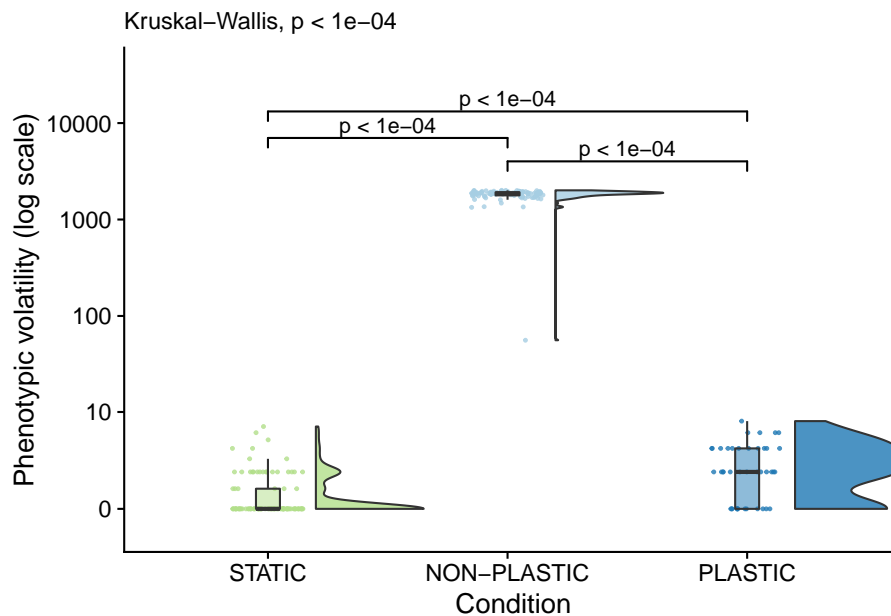 Kruskal−Wallis, p < 1e−04
p < 1e−04
p < 1e−04
p < 1e−04
Phenotypic volatility (log scale)
10000
1000
100
10
0
STATIC
NON−PLASTIC
PLASTIC
Condition